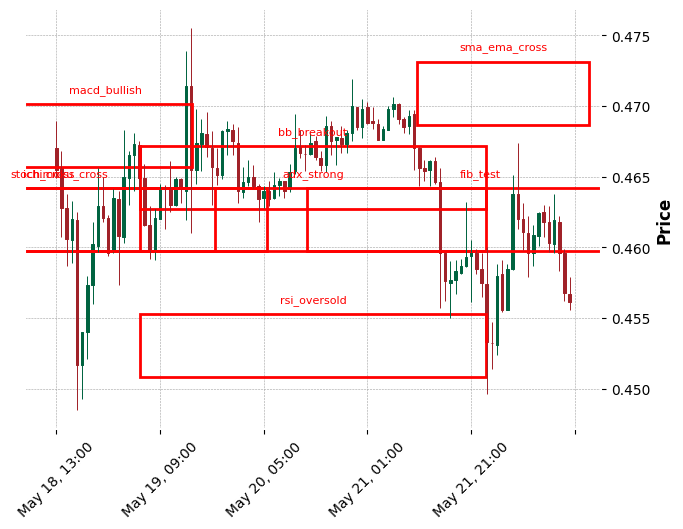 sma_ema_cross
0.475
macd_bullish
0.470
bb_breakout
adx_strong
fib_test
0.465
0.460
Price
rsi_oversold
0.455
0.450
May 18, 13:00
May 19, 09:00
May 20, 05:00
May 21, 01:00
May 21, 21:00